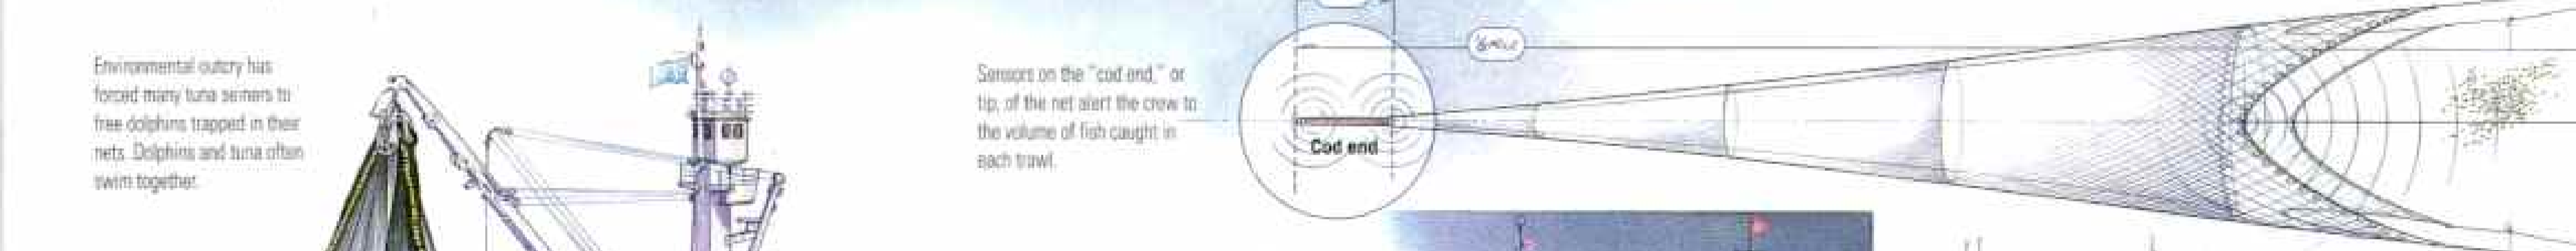 Environmental outcry has
forced many tuna seiners to
free dolphins trapped in their
nets. Dolphins and tuna often
swim together.
Sensors on the "cod end," or
tip, of the net alert the crew to
the volume of fish caught in
each trawl.
Cod end